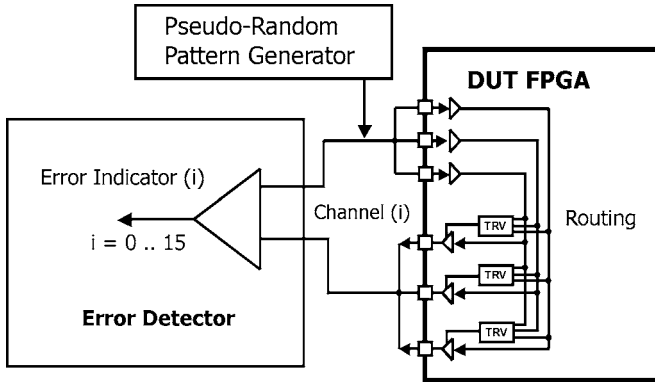 Pseudo-Random
Pattern Generator
DUT FPGA
Error Indicator (i)
Channel (i)
i = 0 .. 15
Error Detector
TRV
Routing
TRV
TRV